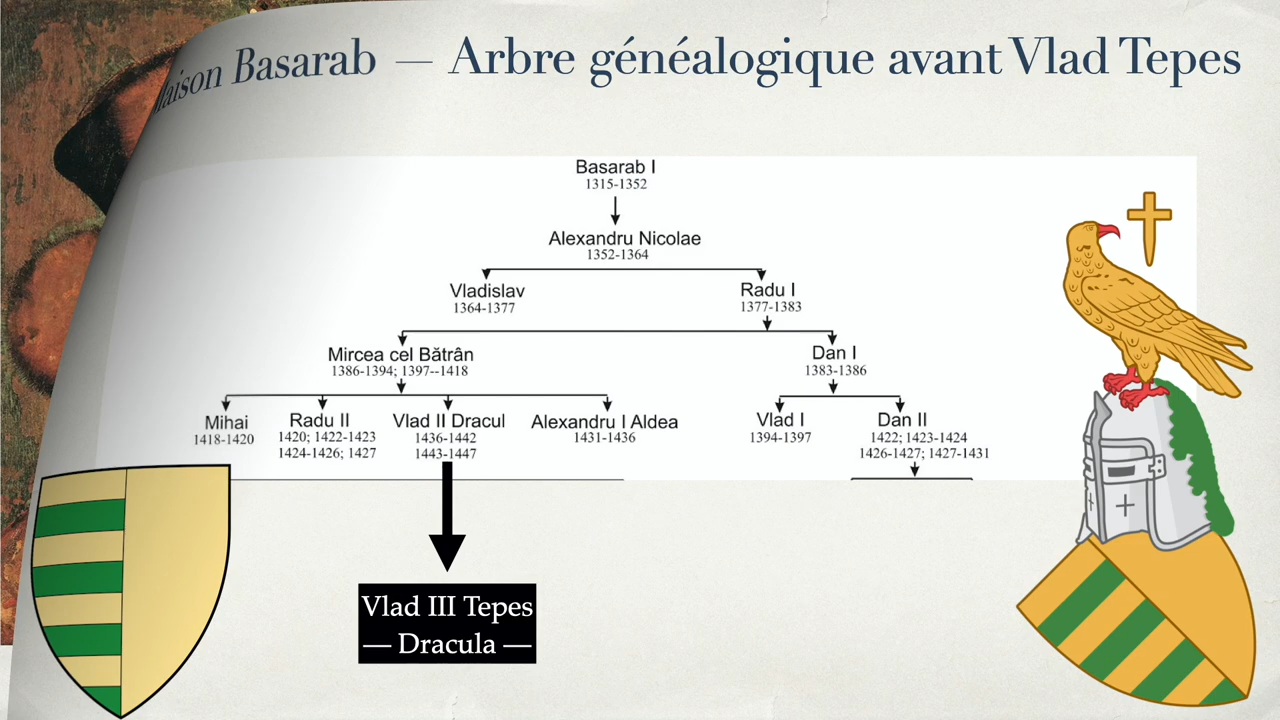 aison Basarab — Arbre généalogique avant Vlad Tepes
Basarab I
1315-1352
Alexandru Nicolae
1352-1364
Vladislav
1364-1377
Radu I
1377-1383
Mircea cel Bătrân
1386-1394; 1397--1418
Dan I
1383-1386
Mihai
1418-1420
Radu II
1420; 1422-1423
1424-1426; 1427
Vlad II Dracul
1436-1442
1443-1447
Alexandru I Aldea
1431-1436
Vlad I
1394-1397
Dan II
1422; 1423-1424
1426-1427; 1427-1431
Vlad III Tepes
— Dracula —